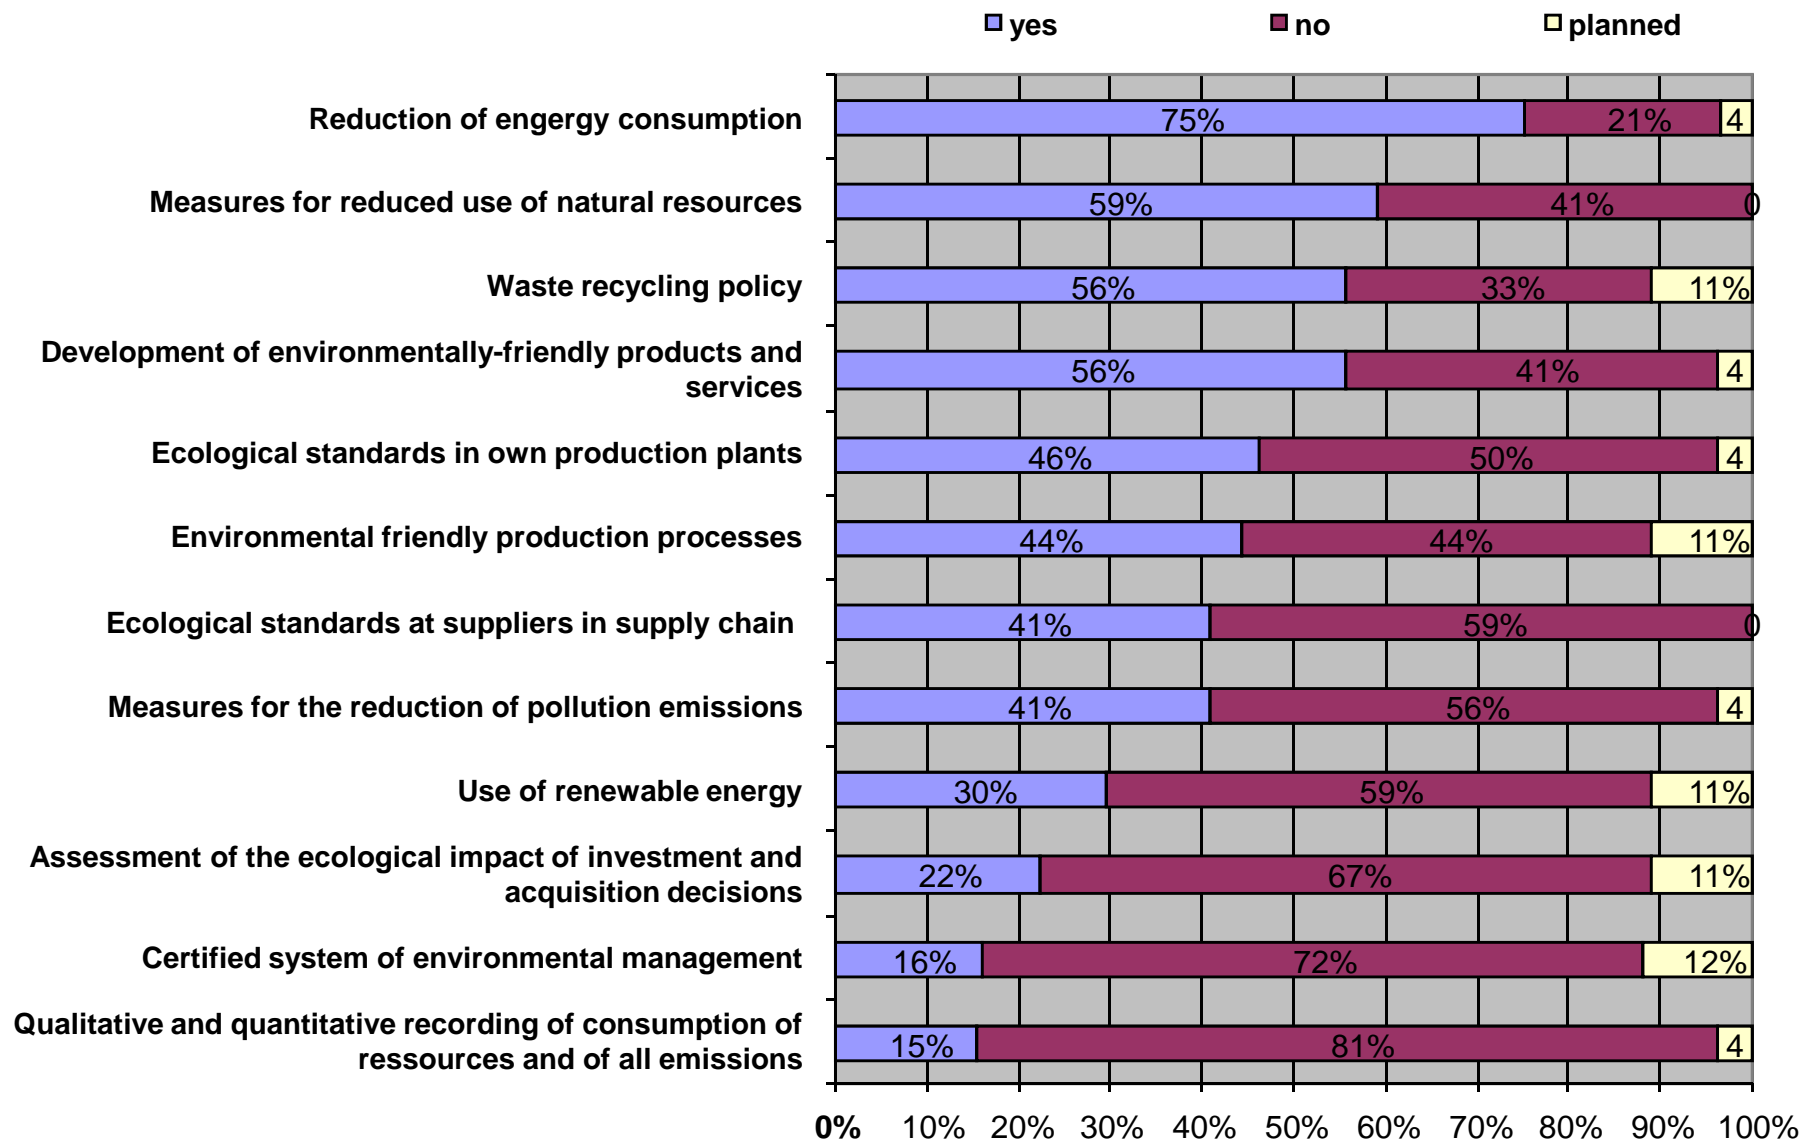 yes no planned
Reduction of engergy consumption
75% 21% 4
Measures for reduced use of natural resources
59% 41% 0
Waste recycling policy
56% 33% 11%
Development of environmentally-friendly products and
services
56% 41% 4
Ecological standards in own production plants
46% 50% 4
Environmental friendly production processes
44% 44% 11%
Ecological standards at suppliers in supply chain
41% 59% 0
Measures for the reduction of pollution emissions
41% 56% 4
Use of renewable energy
30% 59% 11%
Assessment of the ecological impact of investment and
acquisition decisions
22% 67% 11%
Certified system of environmental management
16% 72% 12%
Qualitative and quantitative recording of consumption of
ressources and of all emissions
15% 81% 4
0% 10% 20% 30% 40% 50% 60% 70% 80% 90% 100%